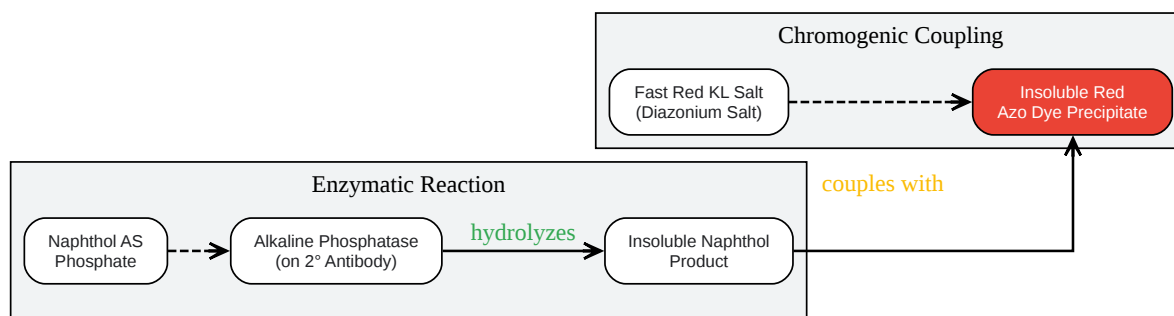 Chromogenic Coupling
Fast Red KL Salt
(Diazonium Salt)
Insoluble Red
Azo Dye Precipitate
Enzymatic Reaction
couples with
Naphthol AS
Phosphate
Alkaline Phosphatase
(on 2° Antibody)
hydrolyzes
Insoluble Naphthol
Product